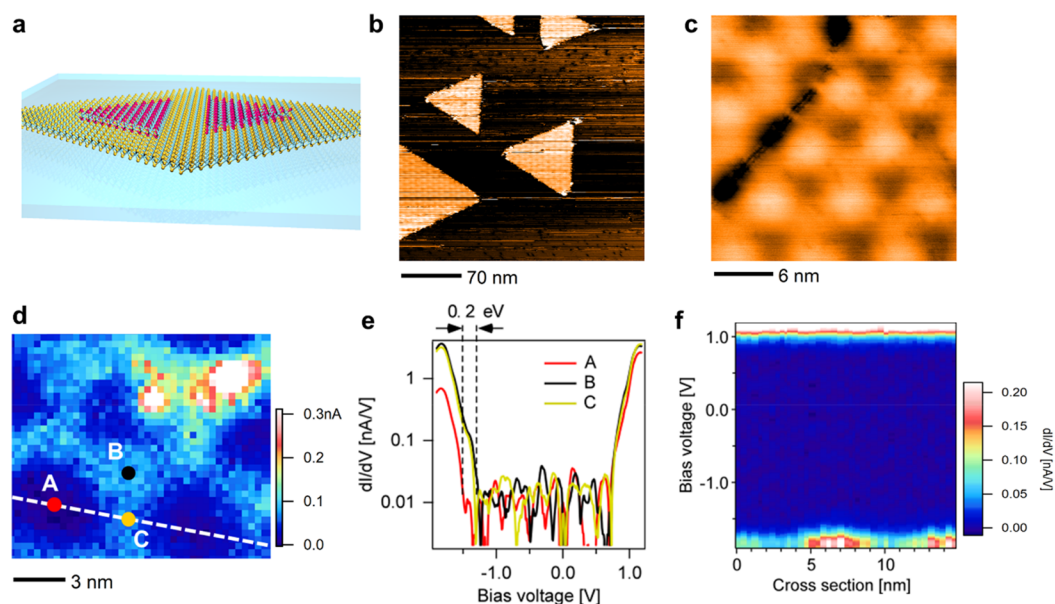 a
b
c
70 nm
6 nm
d
A
B
C
3 nm
0.3nA
0.2
0.1
0.0
e
0. 2 eV
A
B
C
1
0.1
0.01
dI/dV [nA/V]
-1.0
0.0
1.0
Bias voltage [V]
f
Bias voltage [V]
1.0
0.0
-1.0
0
5
10
Cross section [nm]
0.20
0.15
0.10
0.05
0.00
dI/dV [nA/V]